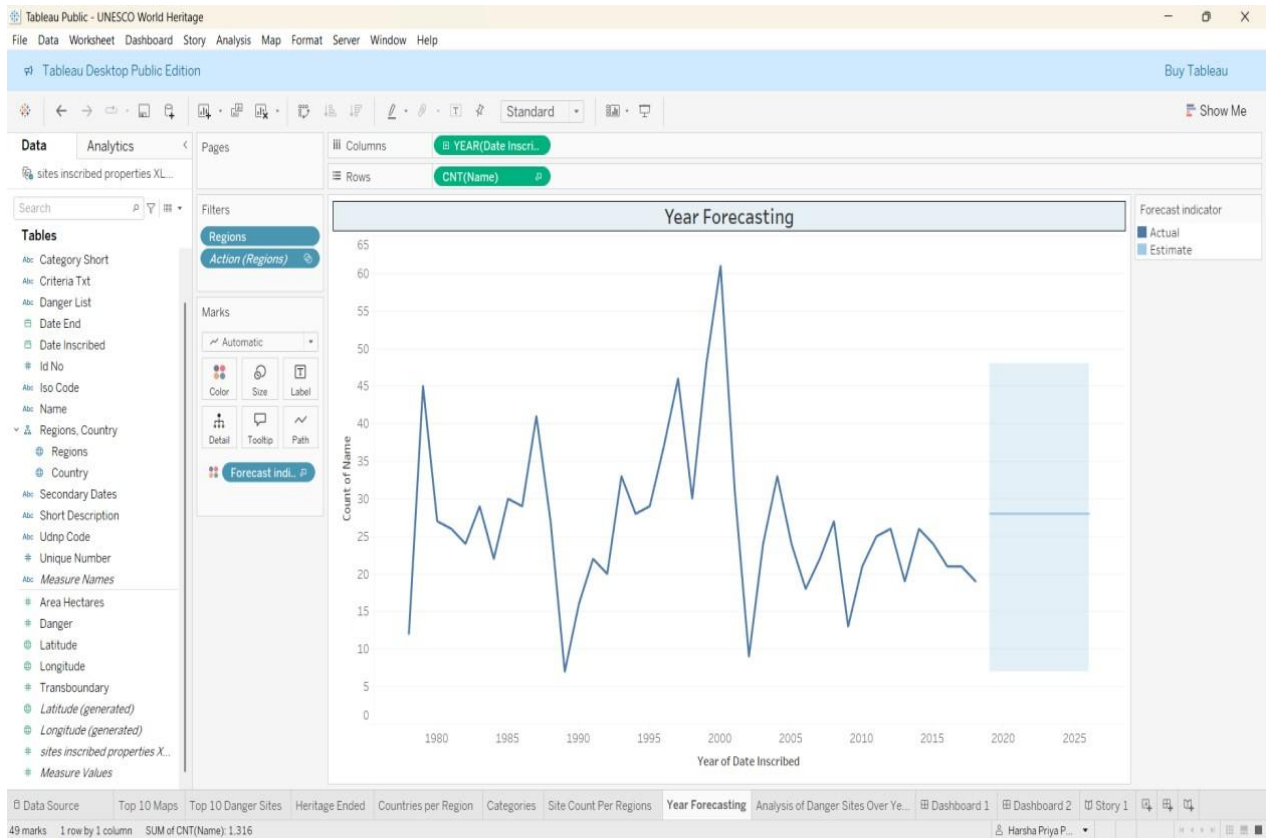 Tableau Public - UNESCO World Heritage
File Data Worksheet Dashboard Story Analysis Map Format Server Window Help
Tableau Desktop Public Edition
Buy Tableau
Standard
Show Me
Data
Analytics
sites inscribed properties XL...
Search
Tables
Abc Category Short
Abc Criteria Txt
Abc Danger List
Date End
Date Inscribed
# Id No
Abc Iso Code
Abc Name
Regions, Country
Regions
Country
Abc Secondary Dates
Abc Short Description
Abc Udnp Code
# Unique Number
Abc Measure Names
# Area Hectares
# Danger
Latitude
Longitude
# Transboundary
Latitude (generated)
Longitude (generated)
# sites inscribed properties X...
# Measure Values
Pages
Filters
Regions
Action (Regions)
Marks
Automatic
Color Size Label
Detail Tooltip Path
Forecast indi..
Columns
YEAR(Date Inscri..
Rows
CNT(Name)
Year Forecasting
Count of Name
65
60
55
50
45
40
35
30
25
20
15
10
5
0
1980 1985 1990 1995 2000 2005 2010 2015 2020 2025
Year of Date Inscribed
Forecast indicator
Actual
Estimate
Data Source Top 10 Maps Top 10 Danger Sites Heritage Ended Countries per Region Categories Site Count Per Regions Year Forecasting Analysis of Danger Sites Over Ye... Dashboard 1 Dashboard 2 Story 1
49 marks 1 row by 1 column SUM of CNT(Name): 1,316
Harsha Priya P...